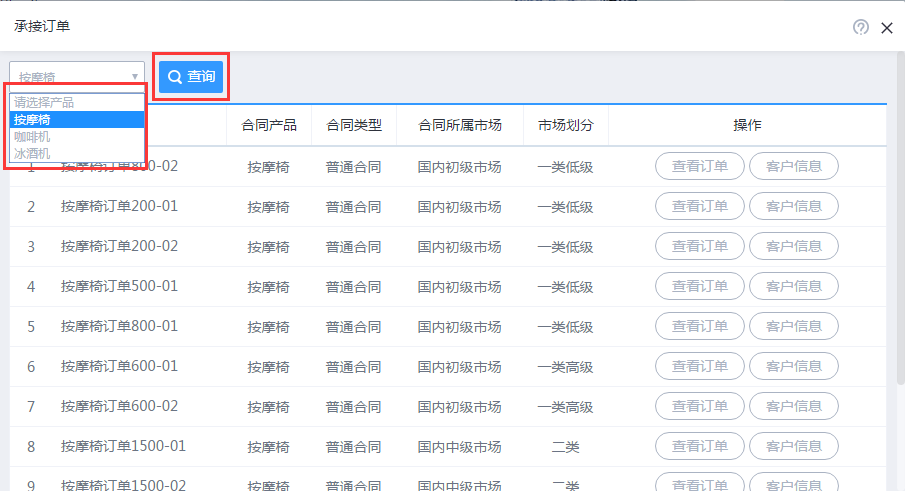 承接订单
按摩椅
查询
请选择产品
按摩椅
咖啡机
冰酒机
合同产品 合同类型 合同所属市场 市场划分 操作
1 按摩椅订单800-02 按摩椅 普通合同 国内初级市场 一类低级 查看订单 客户信息
2 按摩椅订单200-01 按摩椅 普通合同 国内初级市场 一类低级 查看订单 客户信息
3 按摩椅订单200-02 按摩椅 普通合同 国内初级市场 一类低级 查看订单 客户信息
4 按摩椅订单500-01 按摩椅 普通合同 国内初级市场 一类低级 查看订单 客户信息
5 按摩椅订单800-01 按摩椅 普通合同 国内初级市场 一类低级 查看订单 客户信息
6 按摩椅订单600-01 按摩椅 普通合同 国内初级市场 一类高级 查看订单 客户信息
7 按摩椅订单600-02 按摩椅 普通合同 国内初级市场 一类高级 查看订单 客户信息
8 按摩椅订单1500-01 按摩椅 普通合同 国内中级市场 二类 查看订单 客户信息
9 按摩椅订单1500-02 按摩椅 普通合同 国内中级市场 二类 查看订单 客户信息